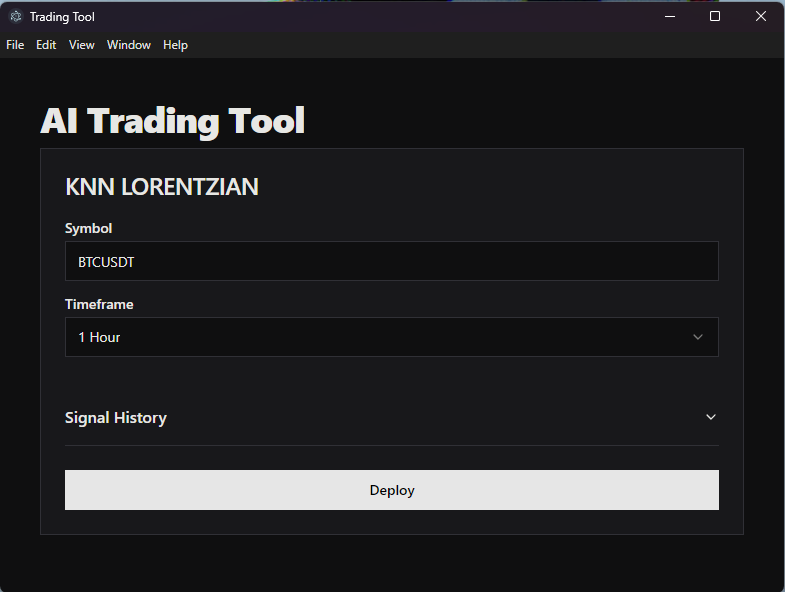 Trading Tool
File Edit View Window Help
AI Trading Tool
KNN LORENTZIAN
Symbol
BTCUSDT
Timeframe
1 Hour
Signal History
Deploy